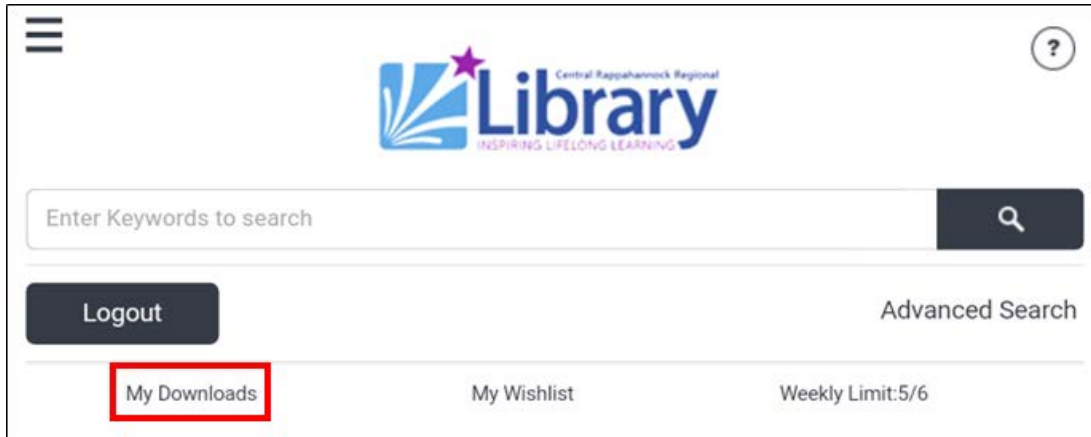 ?
Central Rappahannock Regional
Library
INSPIRING LIFELONG LEARNING
Enter Keywords to search
Logout
Advanced Search
My Downloads
My Wishlist
Weekly Limit:5/6